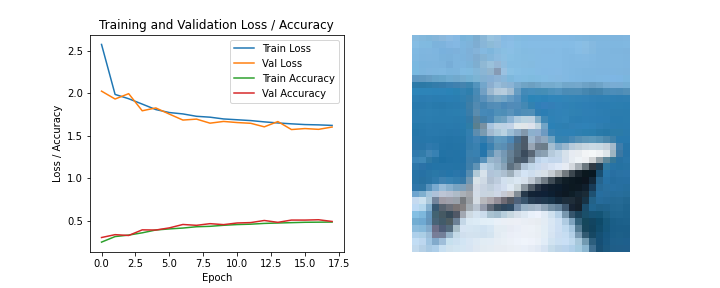 Training and Validation Loss / Accuracy
Train Loss
Val Loss
Train Accuracy
Val Accuracy
2.5
2.0
1.5
1.0
0.5
Loss / Accuracy
0.0 2.5 5.0 7.5 10.0 12.5 15.0 17.5
Epoch